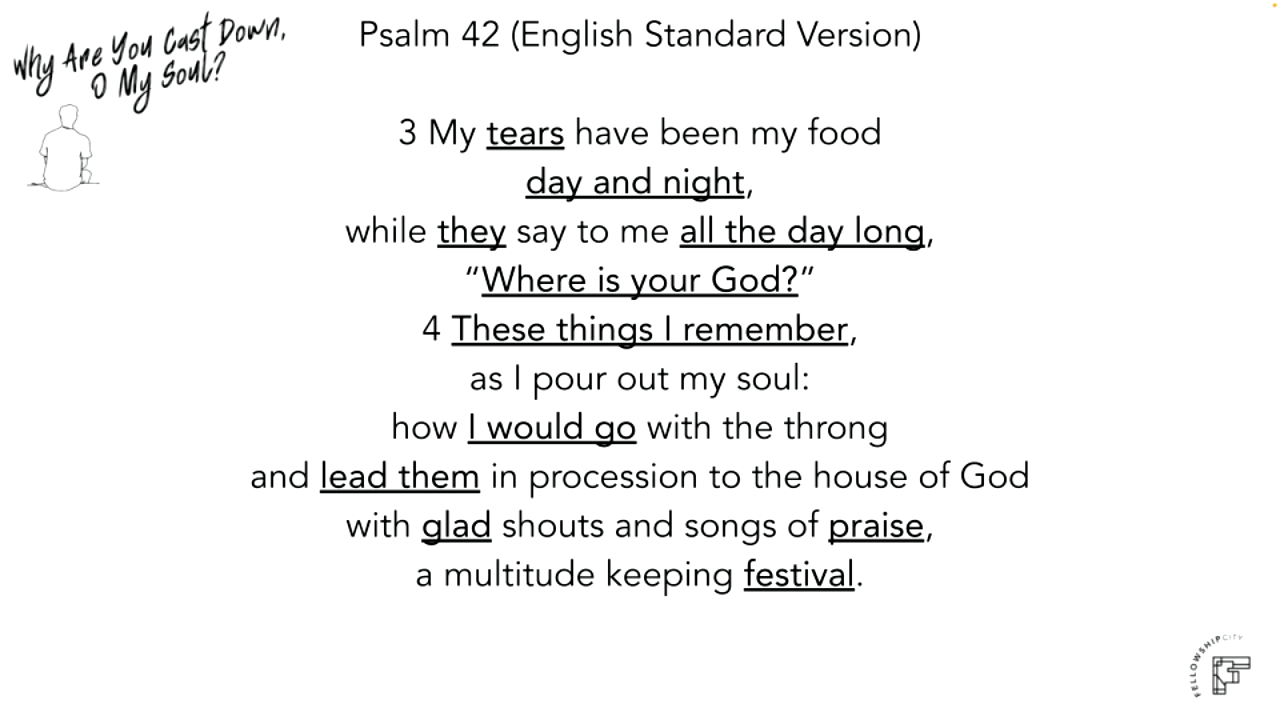 Why Are You Cast Down,
O My Soul?
Psalm 42 (English Standard Version)
3 My tears have been my food
day and night,
while they say to me all the day long,
“Where is your God?”
4 These things I remember,
as I pour out my soul:
how I would go with the throng
and lead them in procession to the house of God
with glad shouts and songs of praise,
a multitude keeping festival.
FELLOWSHIPCITY